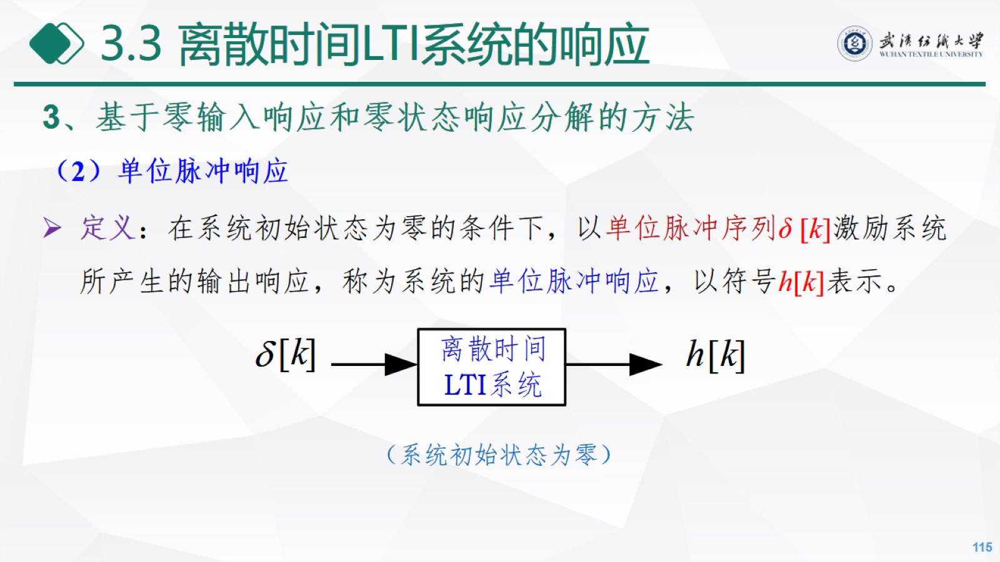 3.3 离散时间LTI系统的响应
武汉纺织大学
WUHAN TEXTILE UNIVERSITY
3、基于零输入响应和零状态响应分解的方法
（2）单位脉冲响应
➢ 定义：在系统初始状态为零的条件下，以单位脉冲序列δ [k]激励系统
所产生的输出响应，称为系统的单位脉冲响应，以符号h[k]表示。
δ[k]
离散时间
LTI系统
h[k]
（系统初始状态为零）
115